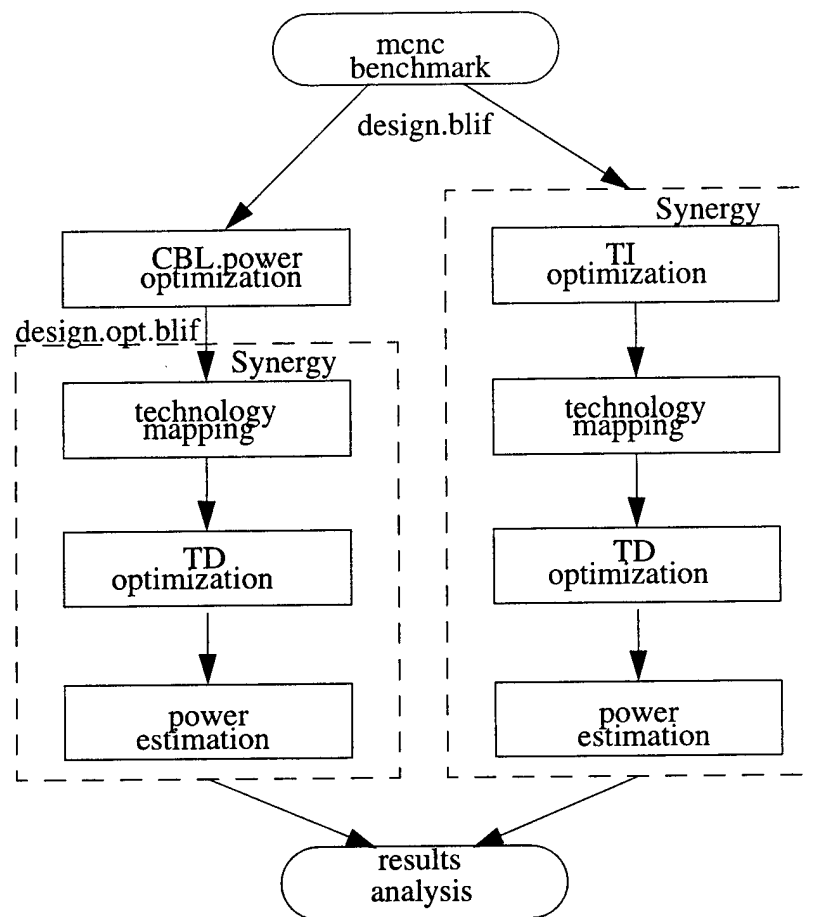 mcnc
benchmark
design.blif
CBL.power
optimization
design.opt.blif
Synergy
technology
mapping
TD
optimization
power
estimation
Synergy
TI
optimization
technology
mapping
TD
optimization
power
estimation
results
analysis